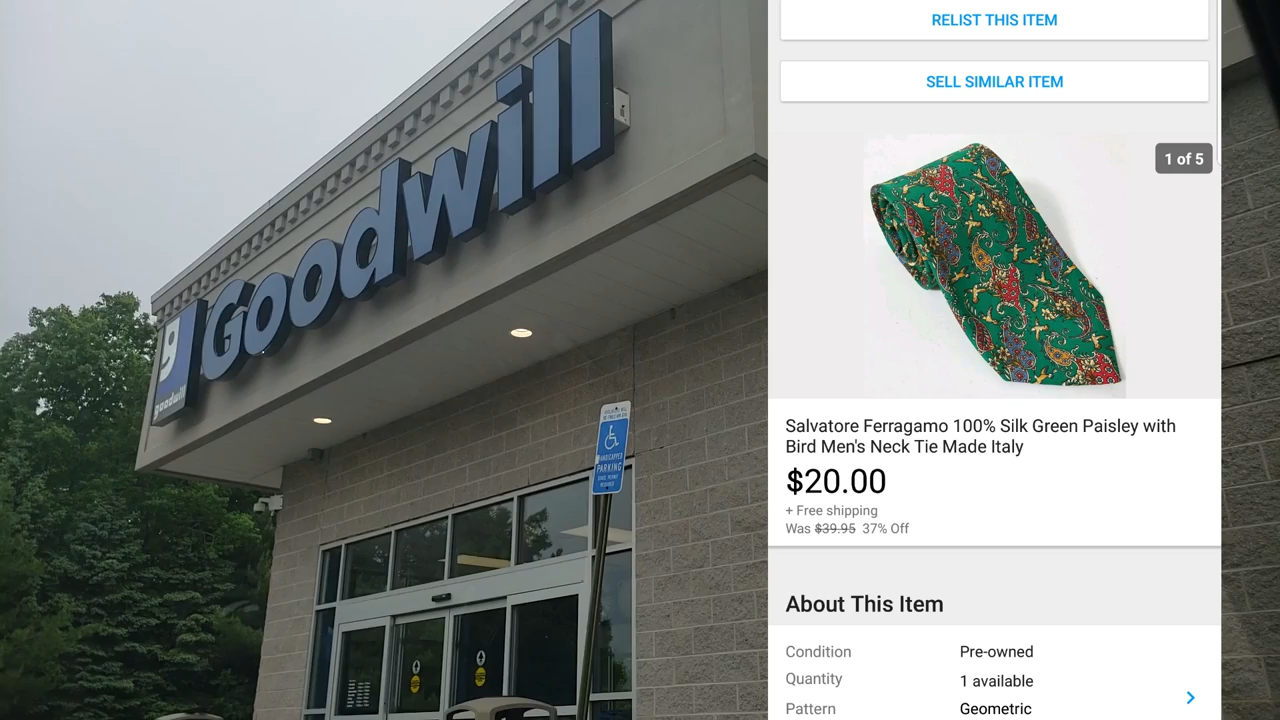 Goodwill
g
goodwill
HANDICAPPED
PARKING
RELIST THIS ITEM
SELL SIMILAR ITEM
1 of 5
Salvatore Ferragamo 100% Silk Green Paisley with
Bird Men's Neck Tie Made Italy
$20.00
+ Free shipping
Was $39.95 37% Off
About This Item
Condition Pre-owned
Quantity 1 available
Pattern Geometric